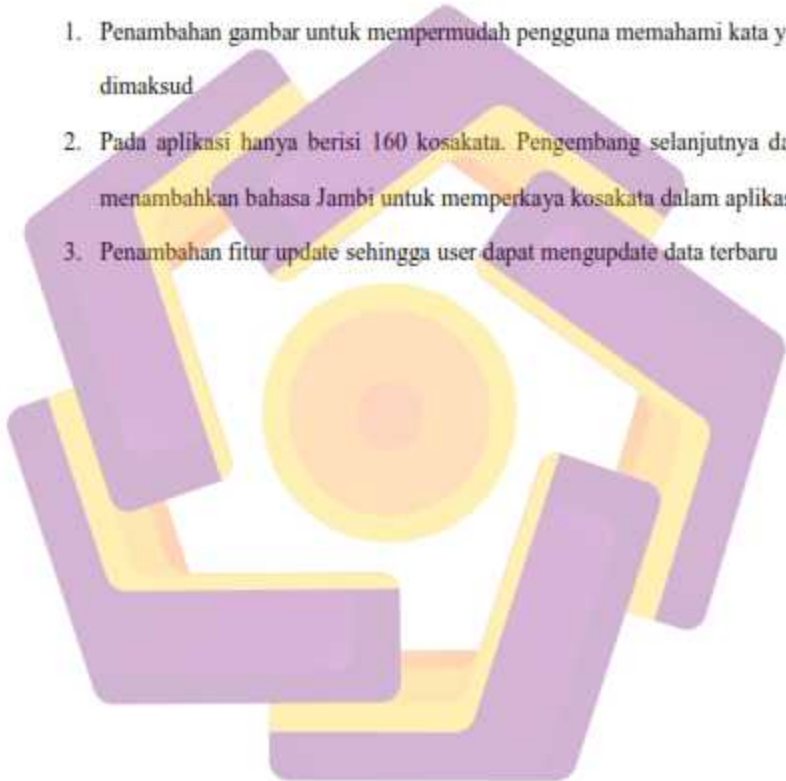 1. Penambahan gambar untuk mempermudah pengguna memahami kata
dimaksud
2. Pada aplikasi hanya berisi 160 kosakata. Pengembang selanjutnya
menambahkan bahasa Jambi untuk memperkaya kosakata dalam
3. Penambahan fitur update sehingga user dapat mengupdate data terbaru